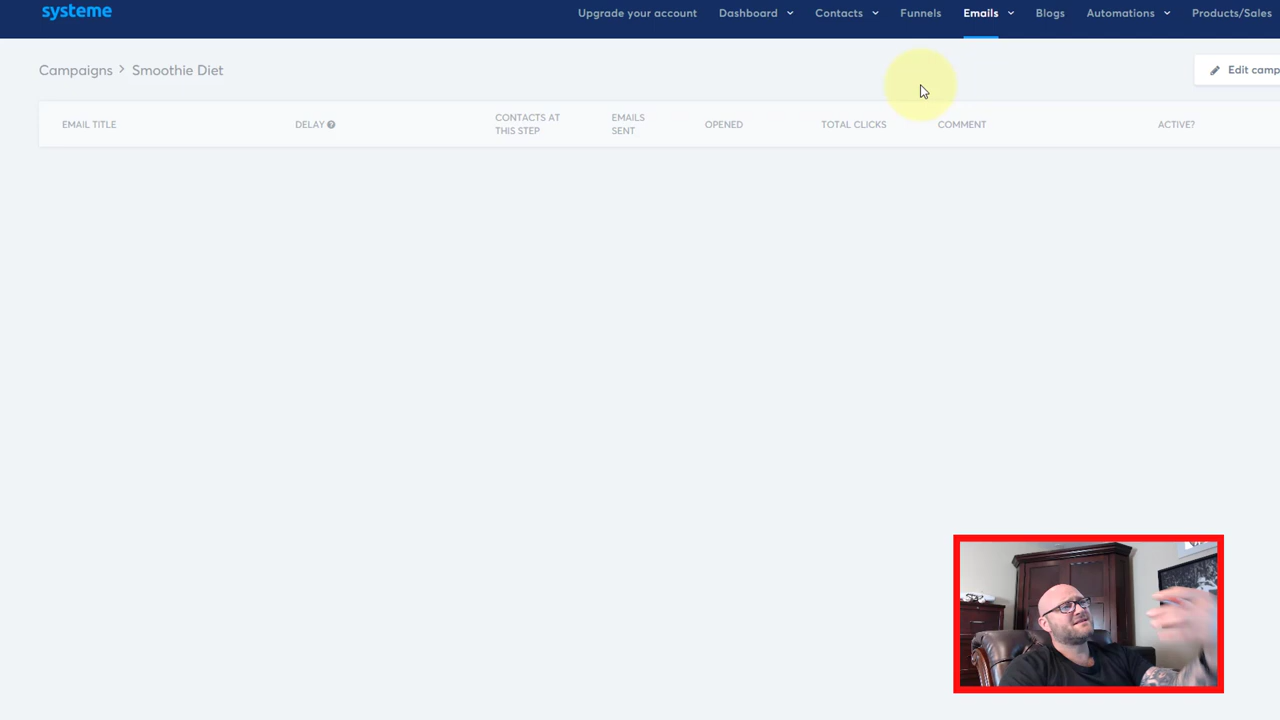 systeme
Upgrade your account Dashboard Contacts Funnels Emails Blogs Automations Products/Sales
Campaigns > Smoothie Diet
Edit camp
EMAIL TITLE DELAY CONTACTS AT THIS STEP EMAILS SENT OPENED TOTAL CLICKS COMMENT ACTIVE?